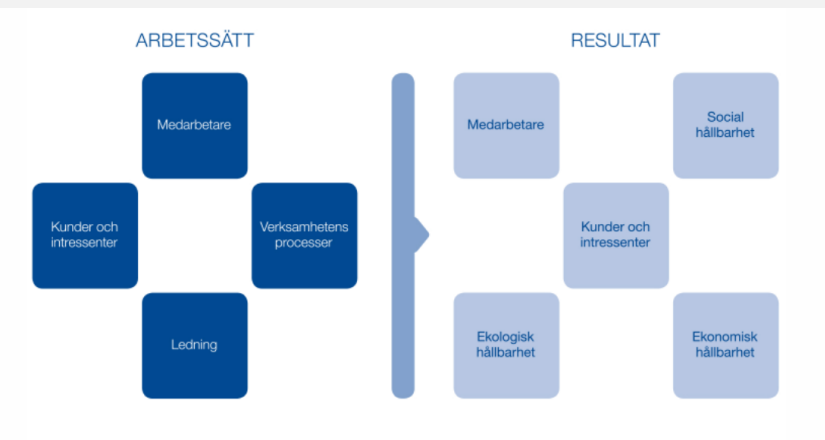 ARBETSSÄTT
Medarbetare
Kunder och
intressenter
Verksamhetens
processer
Ledning
RESULTAT
Medarbetare
Social
hållbarhet
Kunder och
intressenter
Ekologisk
hållbarhet
Ekonomisk
hållbarhet